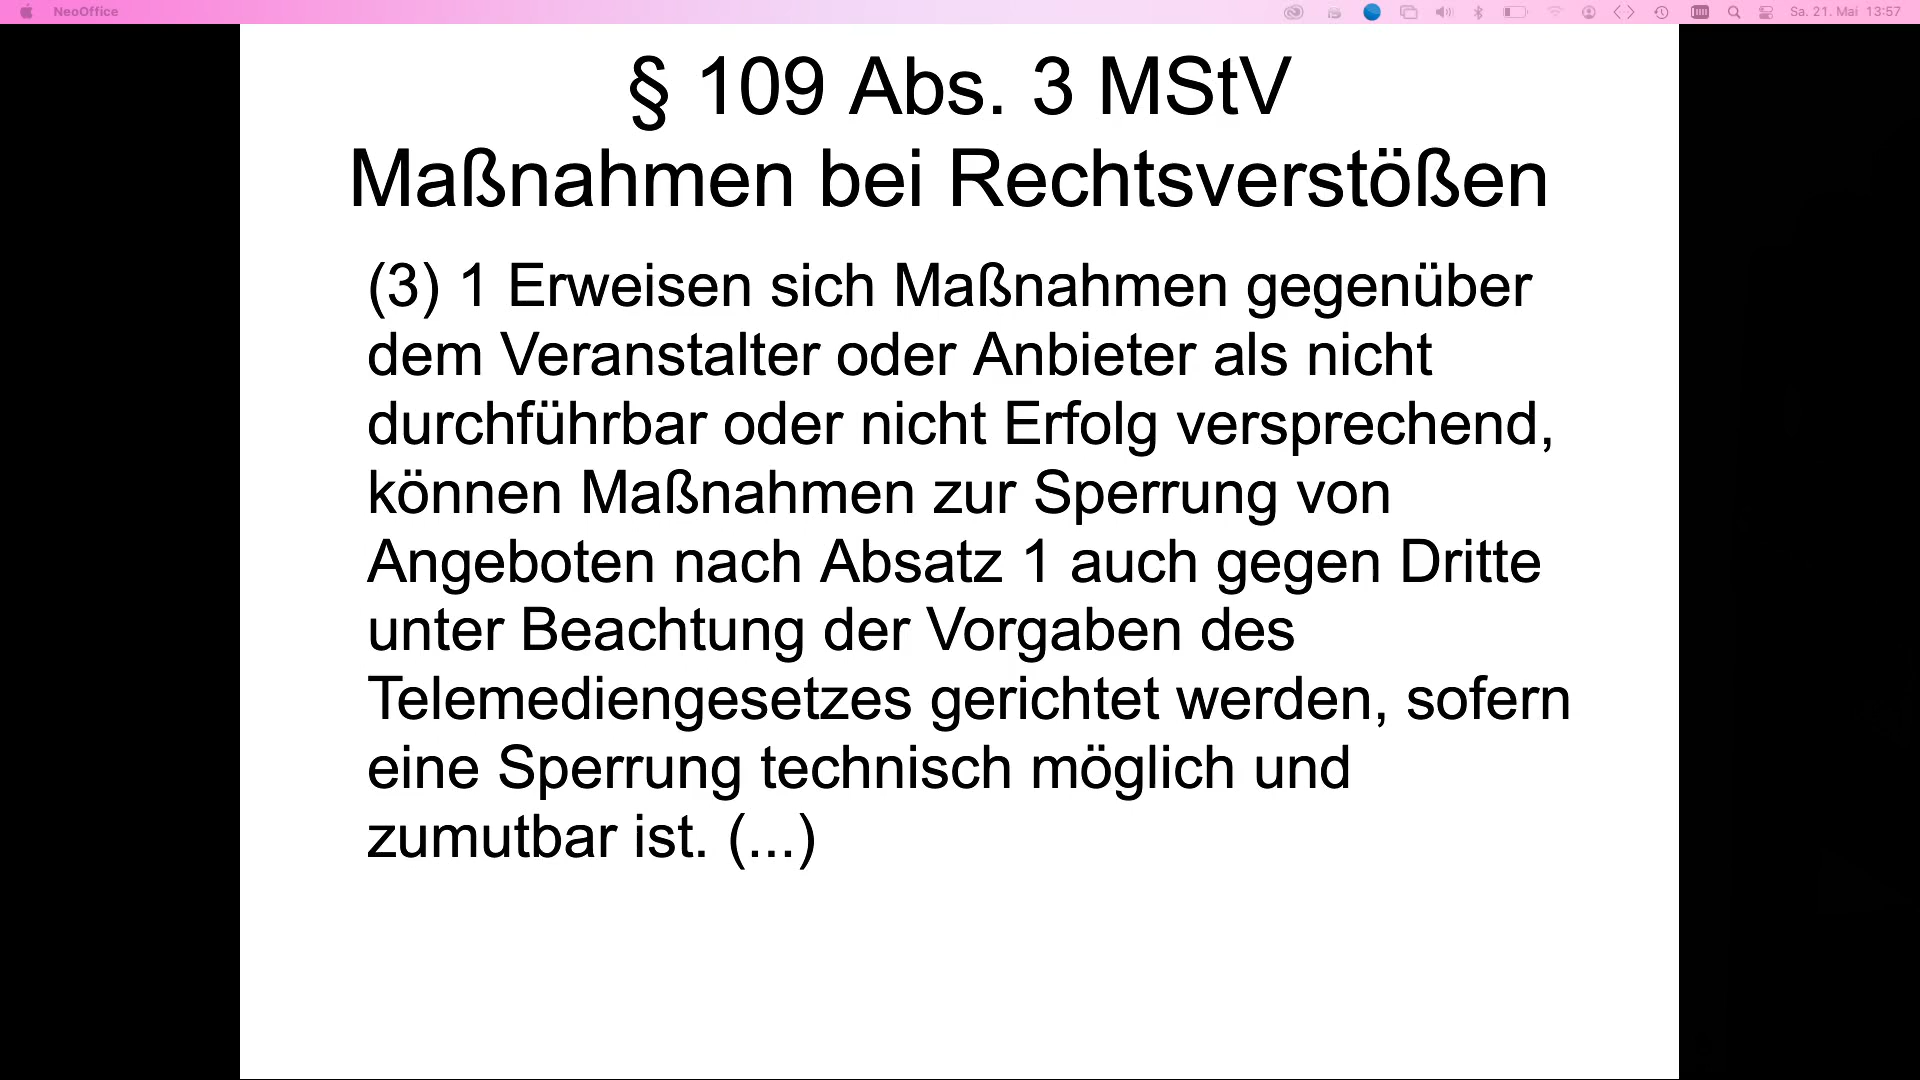 NeoOffice
Sa. 21. Mai 13:57
§ 109 Abs. 3 MStV
Maßnahmen bei Rechtsverstößen
(3) 1 Erweisen sich Maßnahmen gegenüber
dem Veranstalter oder Anbieter als nicht
durchführbar oder nicht Erfolg versprechend,
können Maßnahmen zur Sperrung von
Angeboten nach Absatz 1 auch gegen Dritte
unter Beachtung der Vorgaben des
Telemediengesetzes gerichtet werden, sofern
eine Sperrung technisch möglich und
zumutbar ist. (...)